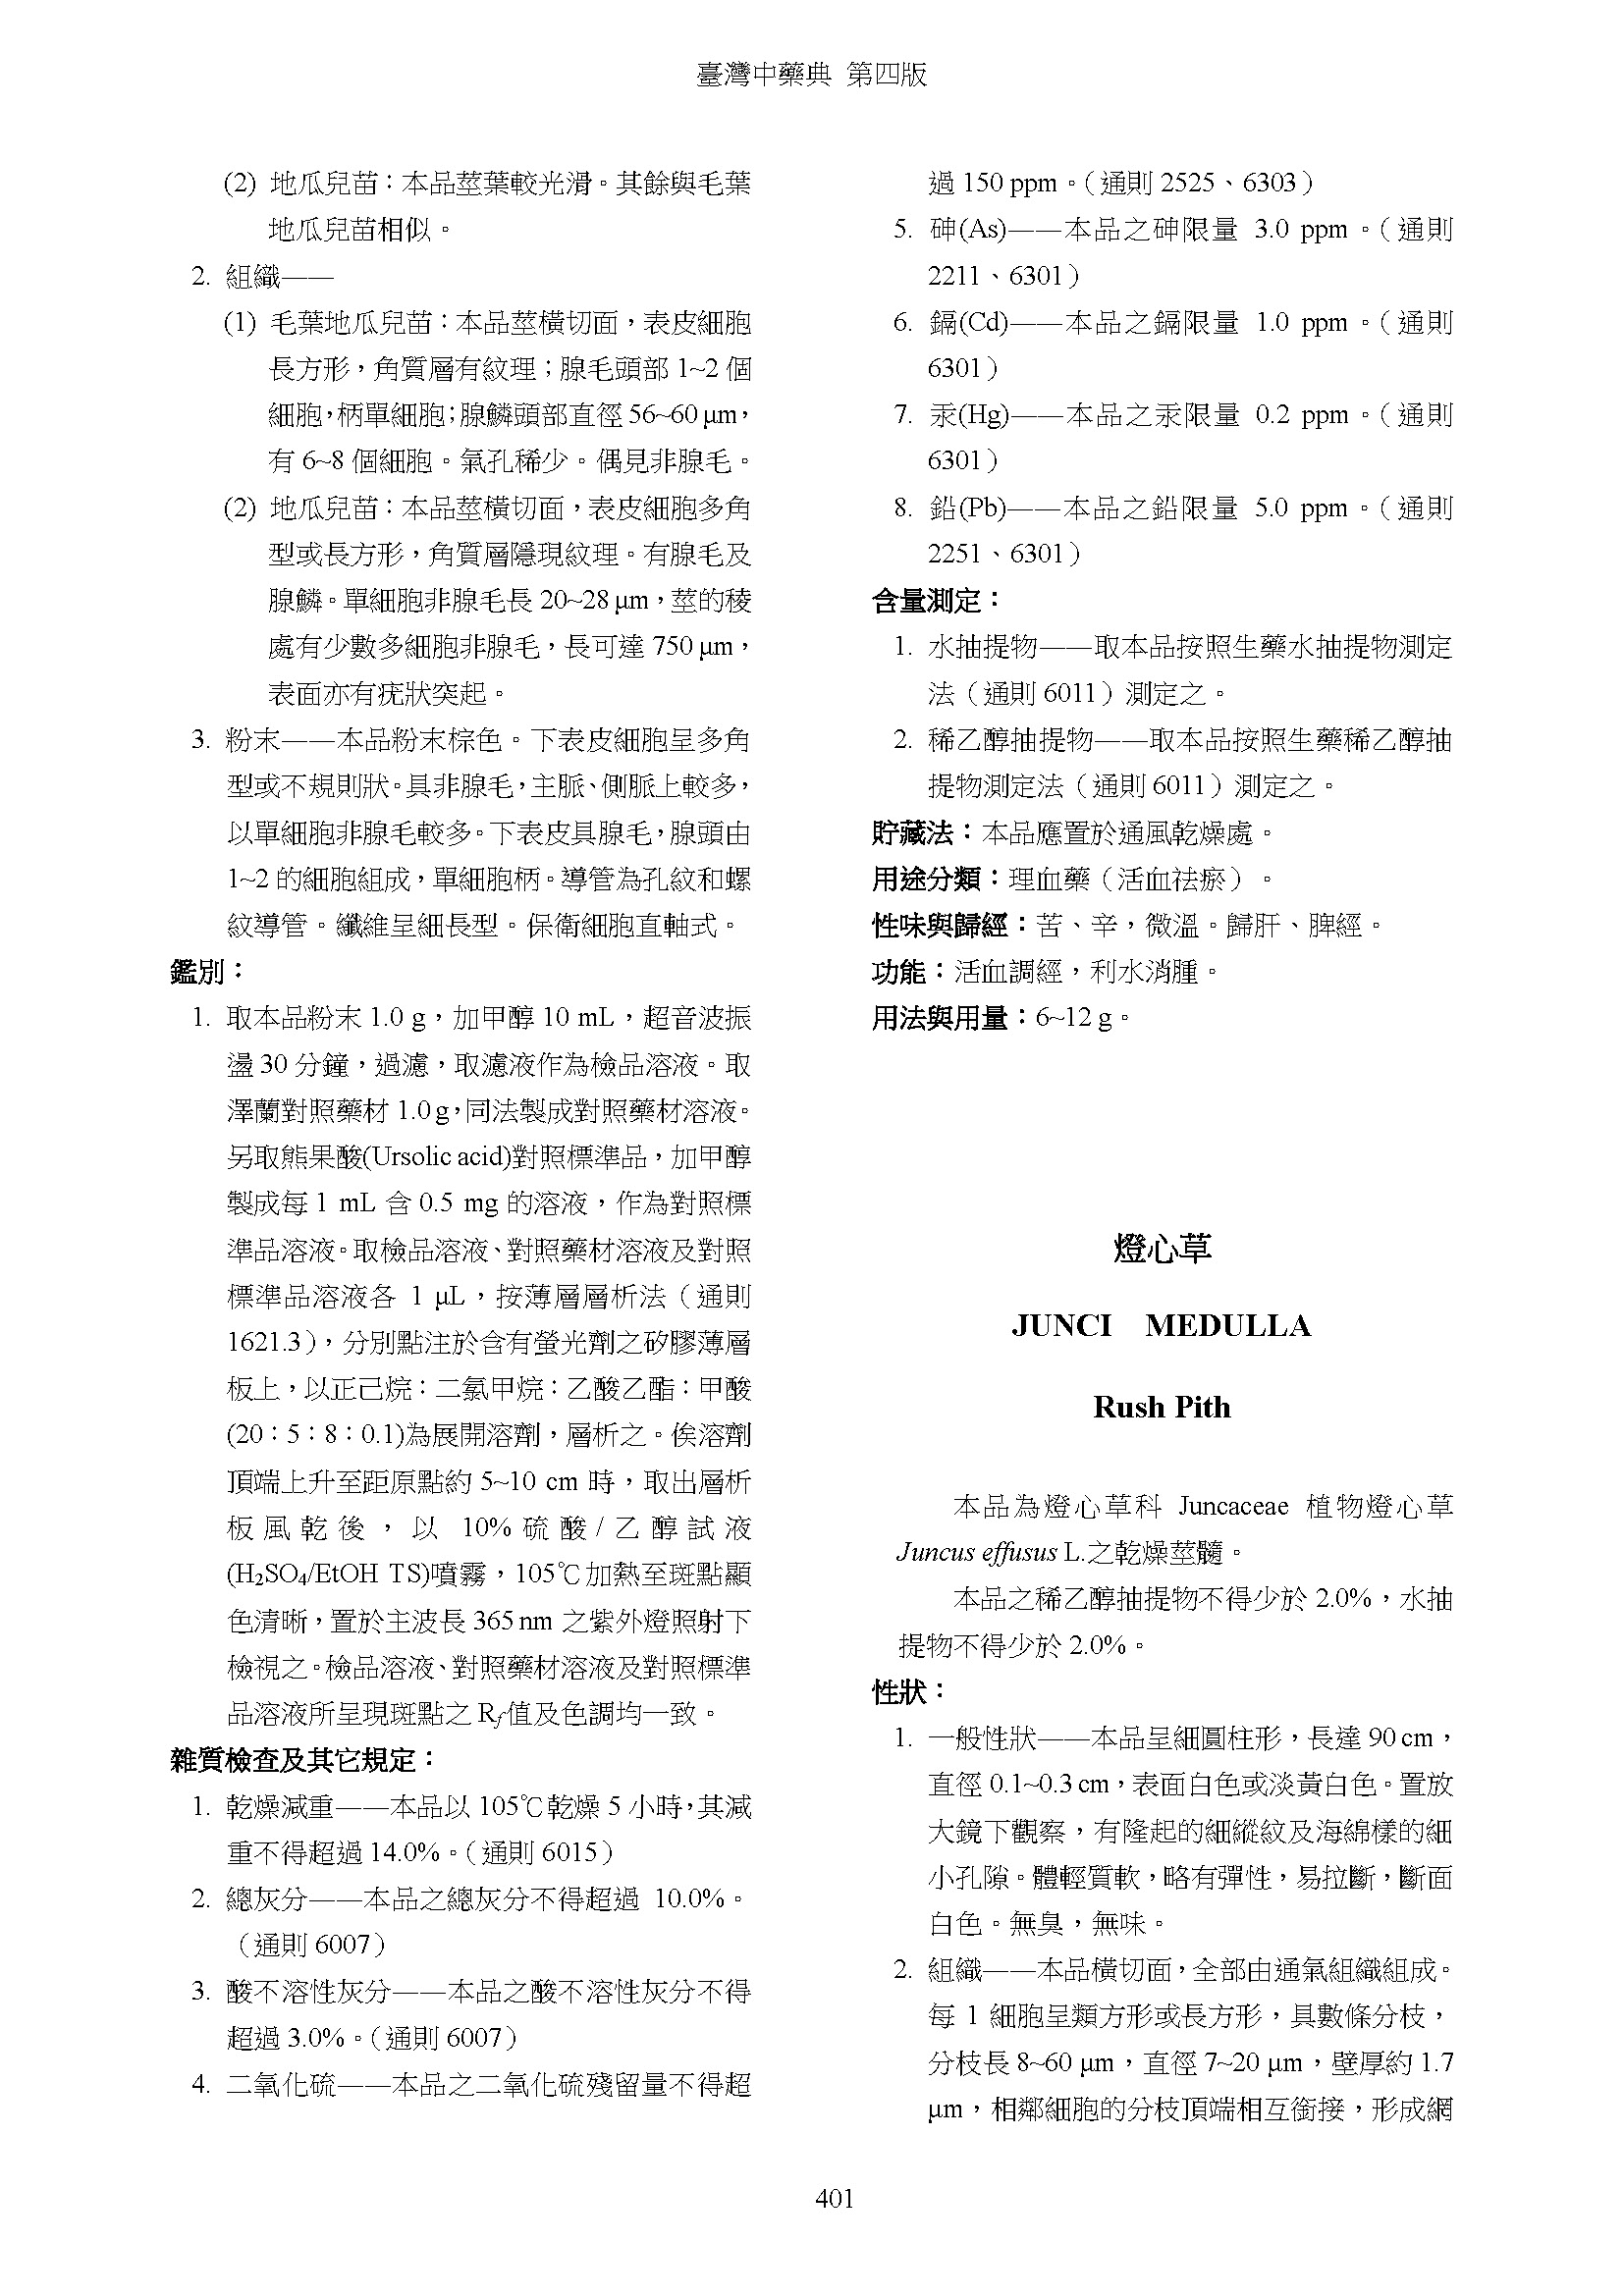 臺灣中藥典 第四版
(2) 地瓜兒苗：本品莖葉較光滑。其餘與毛葉
地瓜兒苗相似。
2. 組織——
(1) 毛葉地瓜兒苗：本品莖橫切面，表皮細胞
長方形，角質層有紋理；腺毛頭部 1~2 個
細胞，柄單細胞；腺鱗頭部直徑 56~60 μm，
有 6~8 個細胞。氣孔稀少。偶見非腺毛。
(2) 地瓜兒苗：本品莖橫切面，表皮細胞多角
型或長方形，角質層隱現紋理。有腺毛及
腺鱗。單細胞非腺毛長 20~28 μm，莖的稜
處有少數多細胞非腺毛，長可達 750 μm，
表面亦有疣狀突起。
3. 粉末——本品粉末棕色。下表皮細胞呈多角
型或不規則狀。具非腺毛，主脈、側脈上較多，
以單細胞非腺毛較多。下表皮具腺毛，腺頭由
1~2 的細胞組成，單細胞柄。導管為孔紋和螺
紋導管。纖維呈細長型。保衛細胞直軸式。
鑑別：
1. 取本品粉末 1.0 g，加甲醇 10 mL，超音波振
盪 30 分鐘，過濾，取濾液作為檢品溶液。取
澤蘭對照藥材 1.0 g，同法製成對照藥材溶液。
另取熊果酸(Ursolic acid)對照標準品，加甲醇
製成每 1 mL 含 0.5 mg 的溶液，作為對照標
準品溶液。取檢品溶液、對照藥材溶液及對照
標準品溶液各 1 μL，按薄層層析法（通則
1621.3），分別點注於含有螢光劑之矽膠薄層
板上，以正己烷：二氯甲烷：乙酸乙酯：甲酸
(20：5：8：0.1)為展開溶劑，層析之。俟溶劑
頂端上升至距原點約 5~10 cm 時，取出層析
板風乾後，以 10%硫酸/乙醇試液
(H₂SO₄/EtOH TS)噴霧，105℃加熱至斑點顯
色清晰，置於主波長 365 nm 之紫外燈照射下
檢視之。檢品溶液、對照藥材溶液及對照標準
品溶液所呈現斑點之 Rf值及色調均一致。
雜質檢查及其它規定：
1. 乾燥減重——本品以 105℃乾燥 5 小時，其減
重不得超過 14.0%。（通則 6015）
2. 總灰分——本品之總灰分不得超過 10.0%。
（通則 6007）
3. 酸不溶性灰分——本品之酸不溶性灰分不得
超過 3.0%。（通則 6007）
4. 二氧化硫——本品之二氧化硫殘留量不得超
過 150 ppm。（通則 2525、6303）
5. 砷(As)——本品之砷限量 3.0 ppm。（通則
2211、6301）
6. 鎘(Cd)——本品之鎘限量 1.0 ppm。（通則
6301）
7. 汞(Hg)——本品之汞限量 0.2 ppm。（通則
6301）
8. 鉛(Pb)——本品之鉛限量 5.0 ppm。（通則
2251、6301）
含量測定：
1. 水抽提物——取本品按照生藥水抽提物測定
法（通則 6011）測定之。
2. 稀乙醇抽提物——取本品按照生藥稀乙醇抽
提物測定法（通則 6011）測定之。
貯藏法：本品應置於通風乾燥處。
用途分類：理血藥（活血祛瘀）。
性味與歸經：苦、辛，微溫。歸肝、脾經。
功能：活血調經，利水消腫。
用法與用量：6~12 g。
燈心草
JUNCI MEDULLA
Rush Pith
本品為燈心草科 Juncaceae 植物燈心草
Juncus effusus L.之乾燥莖髓。
本品之稀乙醇抽提物不得少於 2.0%，水抽
提物不得少於 2.0%。
性狀：
1. 一般性狀——本品呈細圓柱形，長達 90 cm，
直徑 0.1~0.3 cm，表面白色或淡黃白色。置放
大鏡下觀察，有隆起的細縱紋及海綿樣的細
小孔隙。體輕質軟，略有彈性，易拉斷，斷面
白色。無臭，無味。
2. 組織——本品橫切面，全部由通氣組織組成。
每 1 細胞呈類方形或長方形，具數條分枝，
分枝長 8~60 μm，直徑 7~20 μm，壁厚約 1.7
μm，相鄰細胞的分枝頂端相互銜接，形成網
401